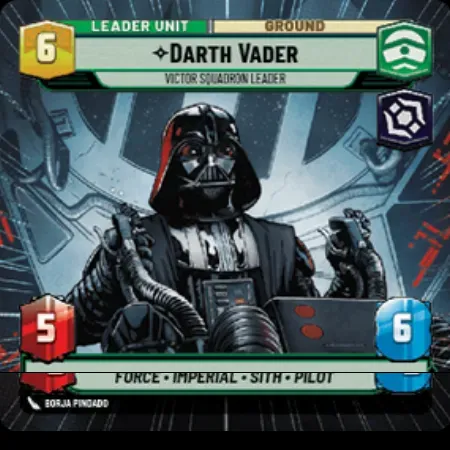 LEADER UNIT GROUND
6
✧DARTH VADER
VICTOR SQUADRON LEADER
5
6
FORCE • IMPERIAL • SITH • PILOT
BORJA PINDADO